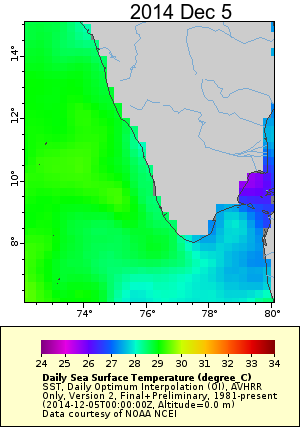 2014 Dec 5
14°
12°
10°
8°
74° 76° 78° 80°
24 25 26 27 28 29 30 31 32 33 34
Daily Sea Surface Temperature (degree_C)
SST, Daily Optimum Interpolation (OI), AVHRR
Only, Version 2, Final+Preliminary, 1981-present
(2014-12-05T00:00:00Z, Altitude=0.0 m)
Data courtesy of NOAA NCEI